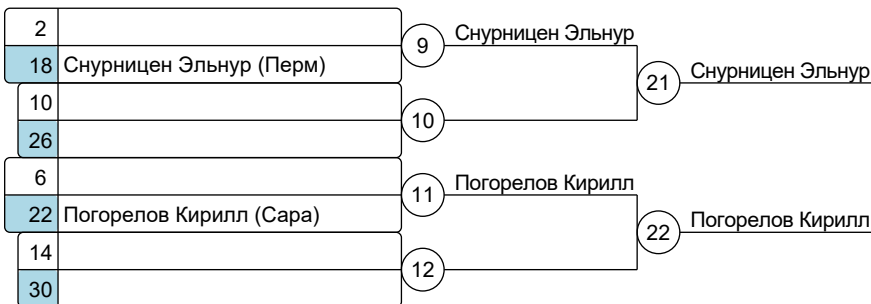 2
18 Снурницен Эльнур (Перм)
9
Снурницен Эльнур
21
Снурницен Эльнур
10
26
10
6
22 Погорелов Кирилл (Сара)
11
Погорелов Кирилл
22
Погорелов Кирилл
14
30
12